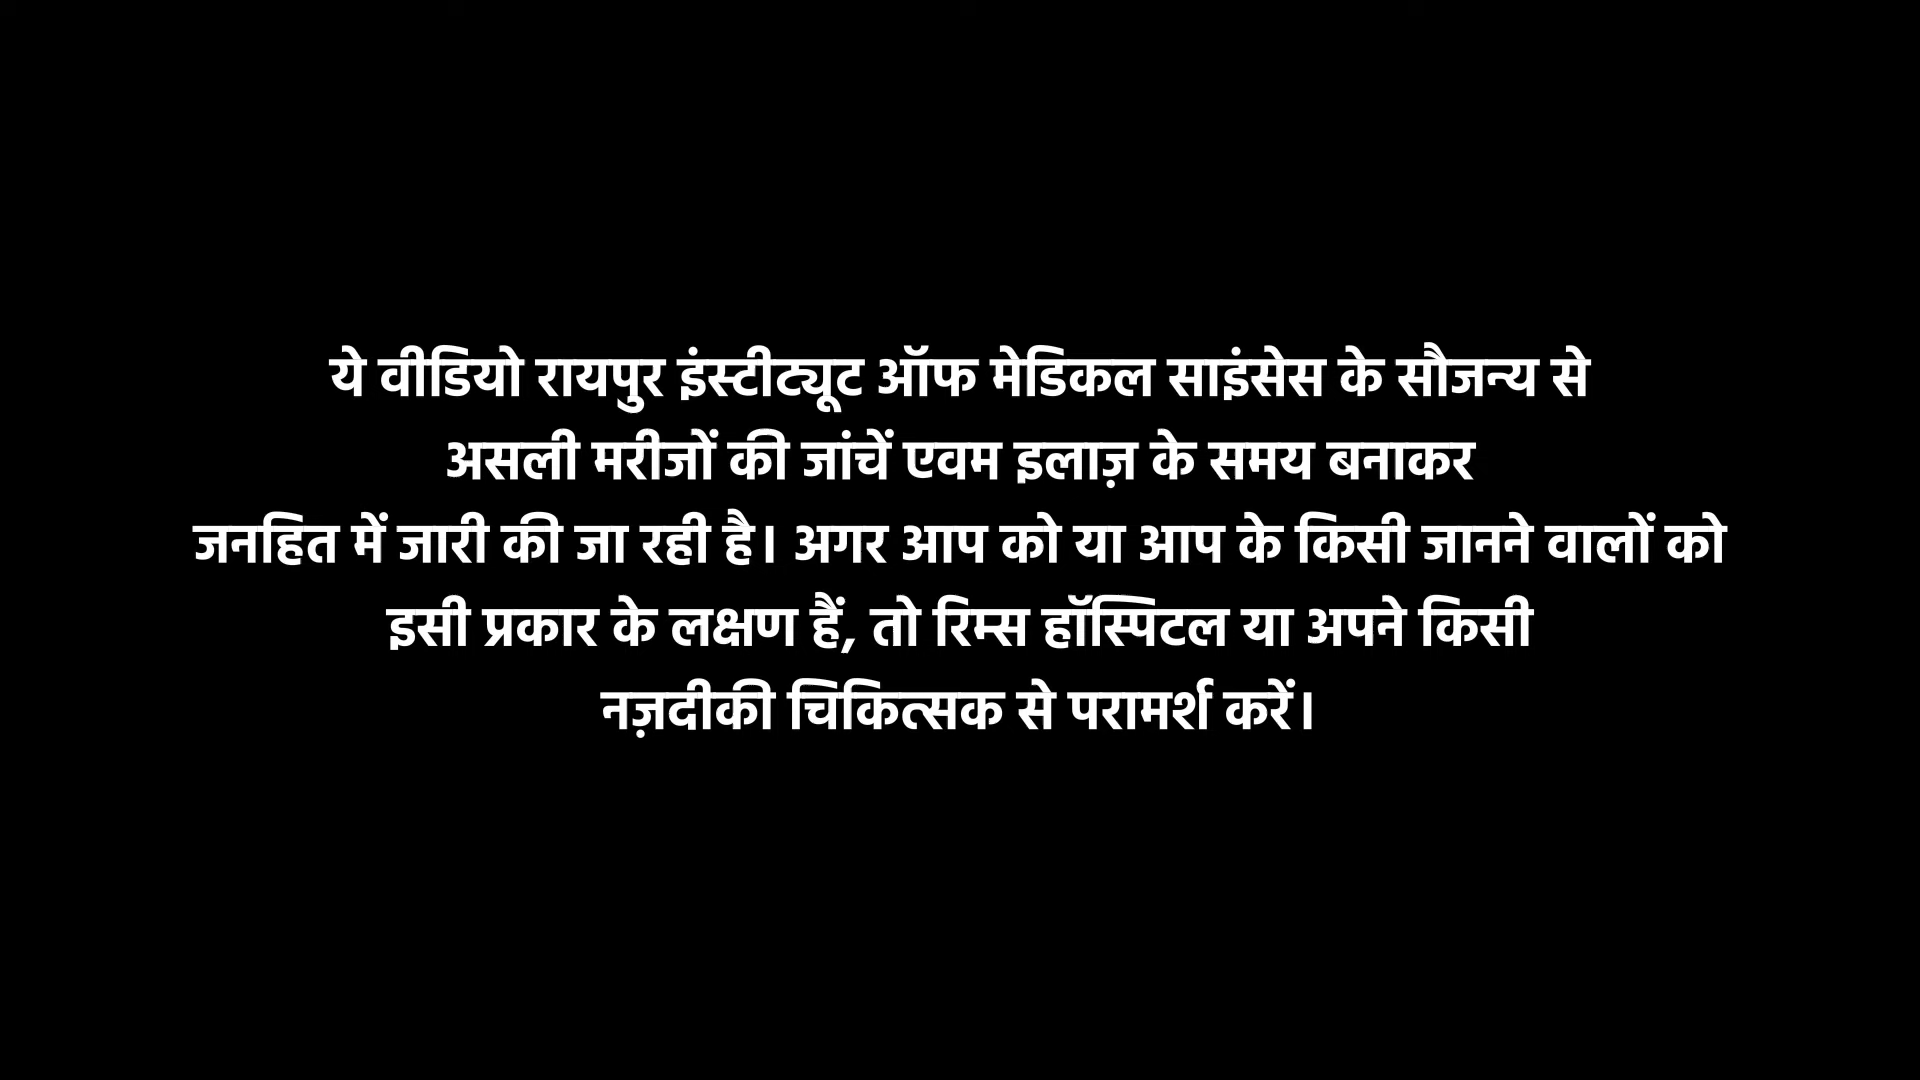 ये वीडियो रायपुर इंस्टीट्यूट ऑफ मेडिकल साइंसेस के सौजन्य से
असली मरीजों की जांचें एवम इलाज़ के समय बनाकर
जनहित में जारी की जा रही है। अगर आप को या आप के किसी जानने वालों को
इसी प्रकार के लक्षण हैं, तो रिम्स हॉस्पिटल या अपने किसी
नज़दीकी चिकित्सक से परामर्श करें।